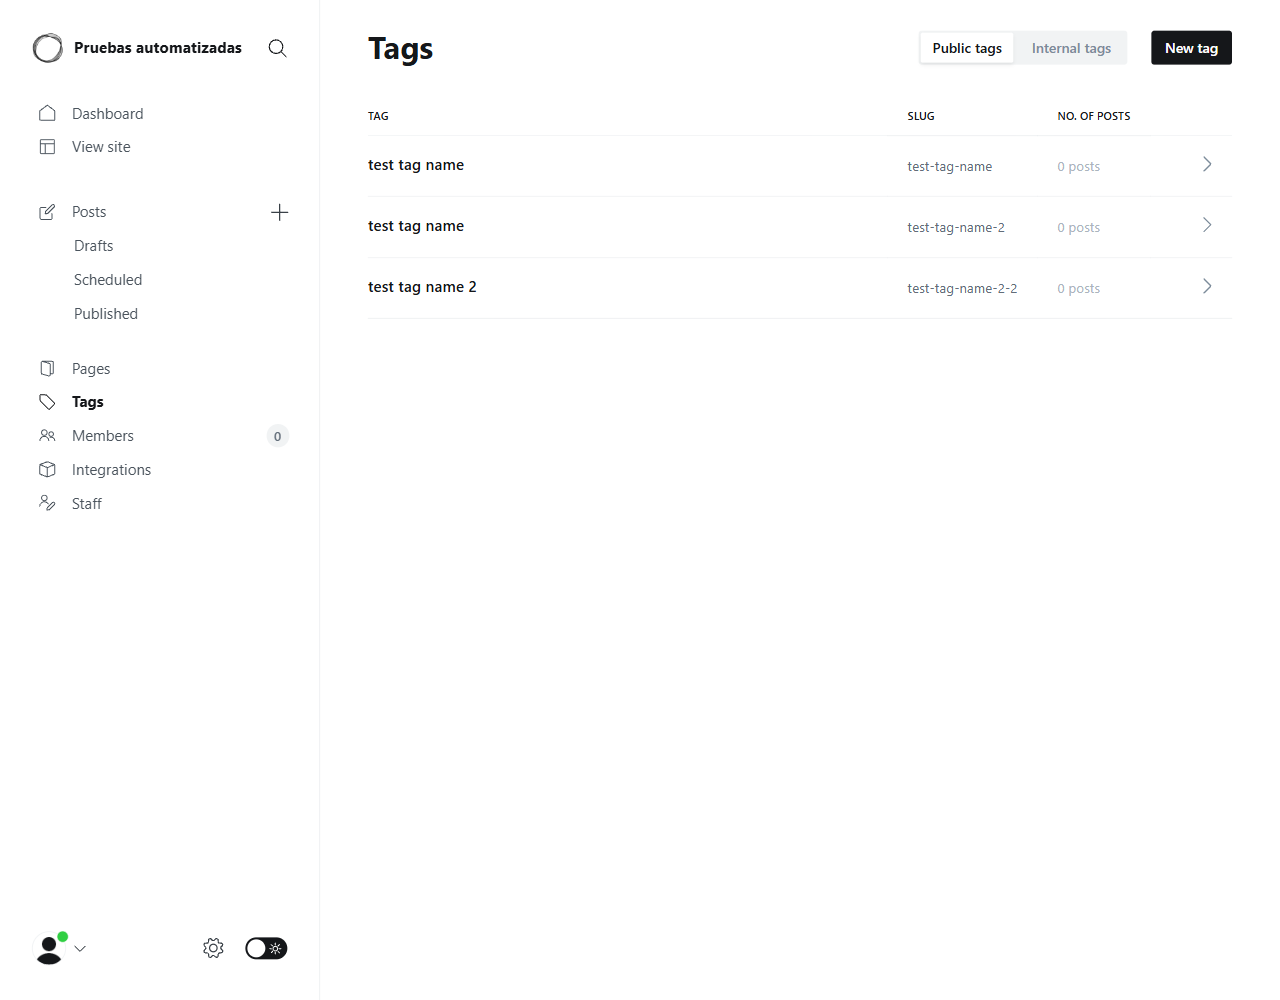 Pruebas automatizadas
Dashboard
View site
Posts
Drafts
Scheduled
Published
Pages
Tags
Members 0
Integrations
Staff
Tags
Public tags Internal tags New tag
TAG SLUG NO. OF POSTS
test tag name test-tag-name 0 posts
test tag name test-tag-name-2 0 posts
test tag name 2 test-tag-name-2-2 0 posts